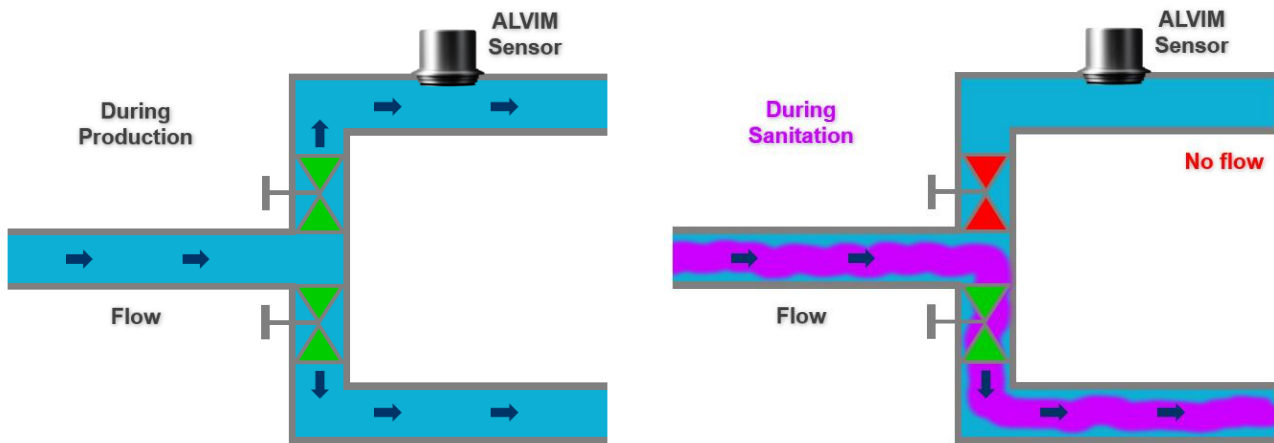 ALVIM
Sensor
During
Production
Flow
ALVIM
Sensor
During
Sanitation
No flow
Flow